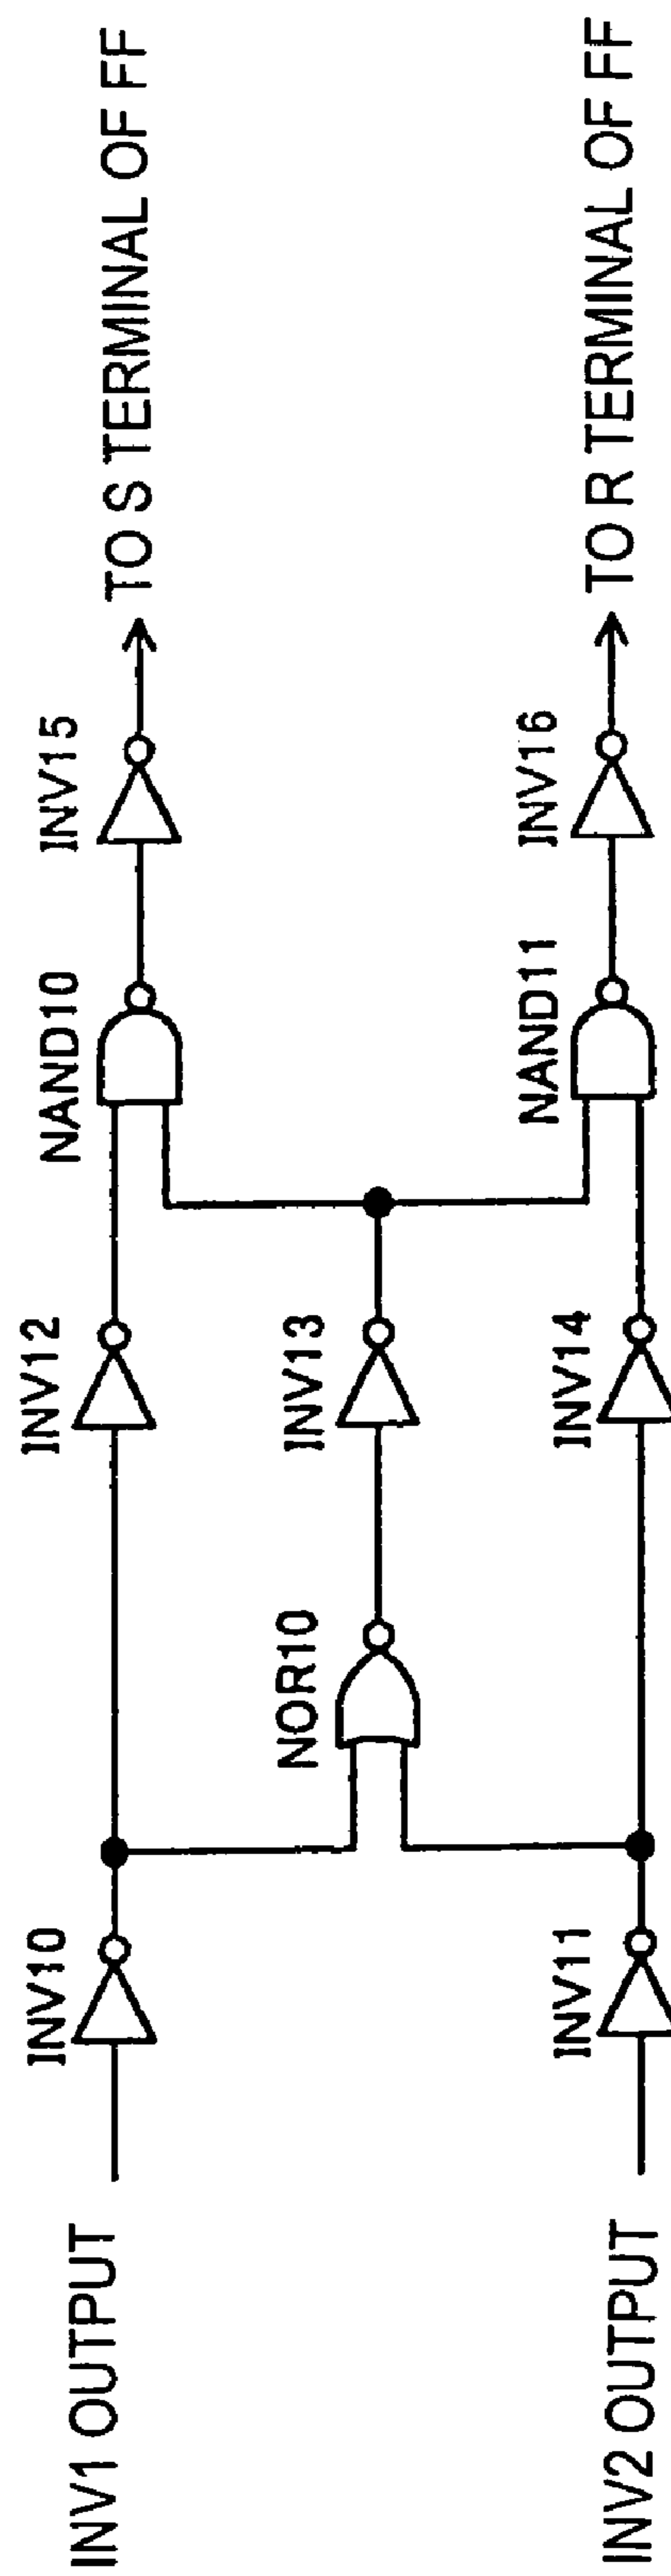 INV1 OUTPUT
INV10
INV12
NAND10
INV15
TO S TERMINAL OF FF
NOR10
INV13
INV2 OUTPUT
INV11
INV14
NAND11
INV16
TO R TERMINAL OF FF